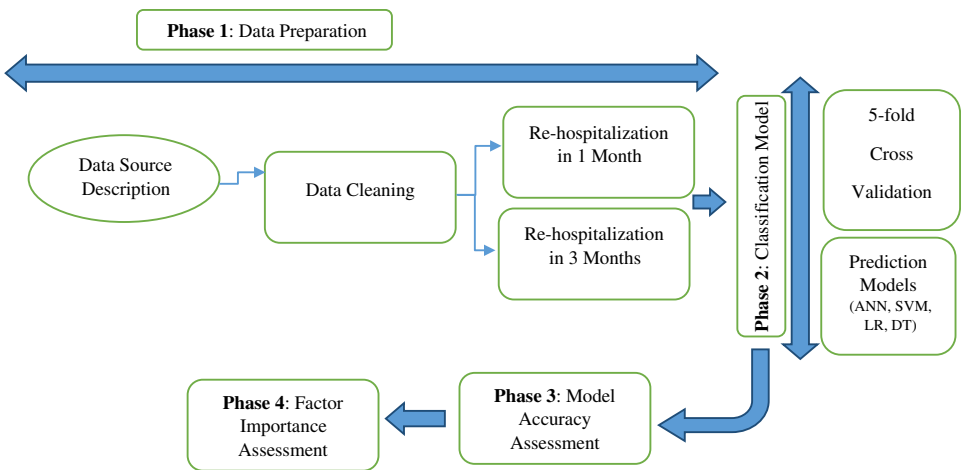 Phase 1: Data Preparation
Data Source
Description
Data Cleaning
Re-hospitalization
in 1 Month
Re-hospitalization
in 3 Months
Phase 2: Classification Model
5-fold
Cross
Validation
Prediction
Models
(ANN, SVM,
LR, DT)
Phase 3: Model
Accuracy
Assessment
Phase 4: Factor
Importance
Assessment